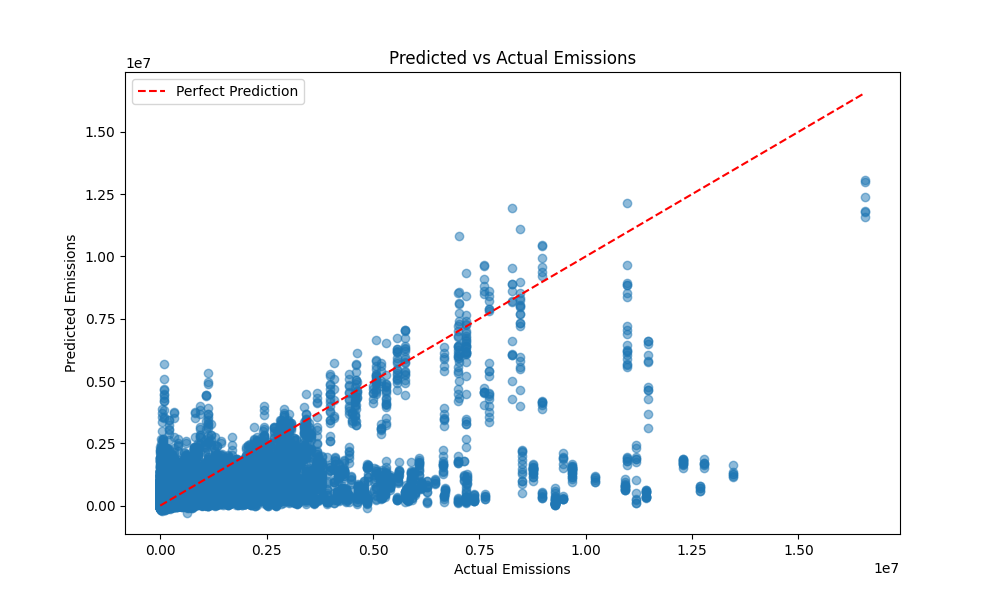 Predicted vs Actual Emissions
1e7
Perfect Prediction
1.50
1.25
1.00
0.75
0.50
0.25
0.00
Predicted Emissions
0.00 0.25 0.50 0.75 1.00 1.25 1.50
Actual Emissions
1e7